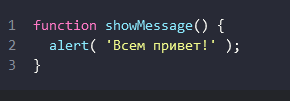 1 function showMessage() {
2   alert( 'Всем привет!' );
3 }